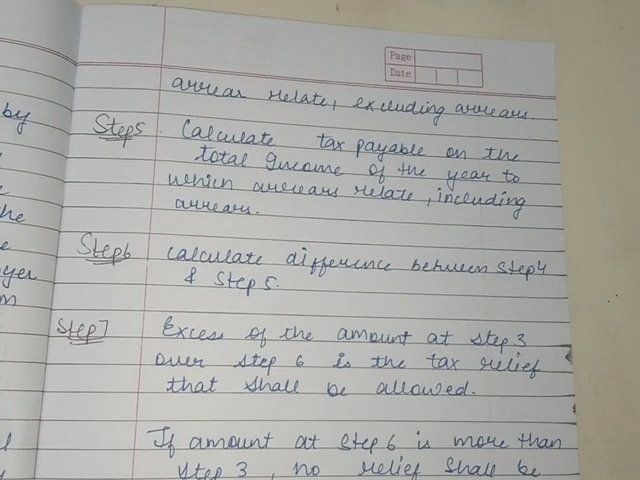 Page
Date
arrear relate, excluding arrears.
Step5. Calculate tax payable on the
total Income of the year to
which arrears relate, including
arrears.
Step6 calculate difference between Step4
& Step 5.
Step7 Excess of the amount at step 3
over step 6 is the tax relief
that shall be allowed.
If amount at Step 6 is more than
step 3, no relief shall be
by
he
e
yer
m